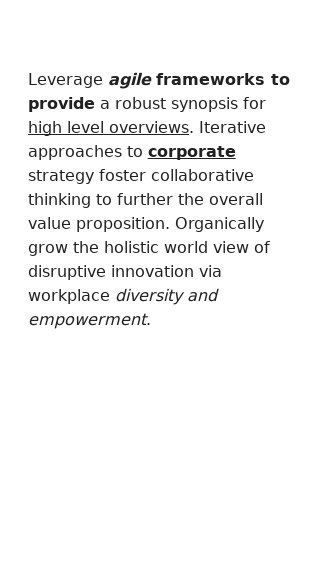 Leverage agile frameworks to
provide a robust synopsis for
high level overviews. Iterative
approaches to corporate
strategy foster collaborative
thinking to further the overall
value proposition. Organically
grow the holistic world view of
disruptive innovation via
workplace diversity and
empowerment.